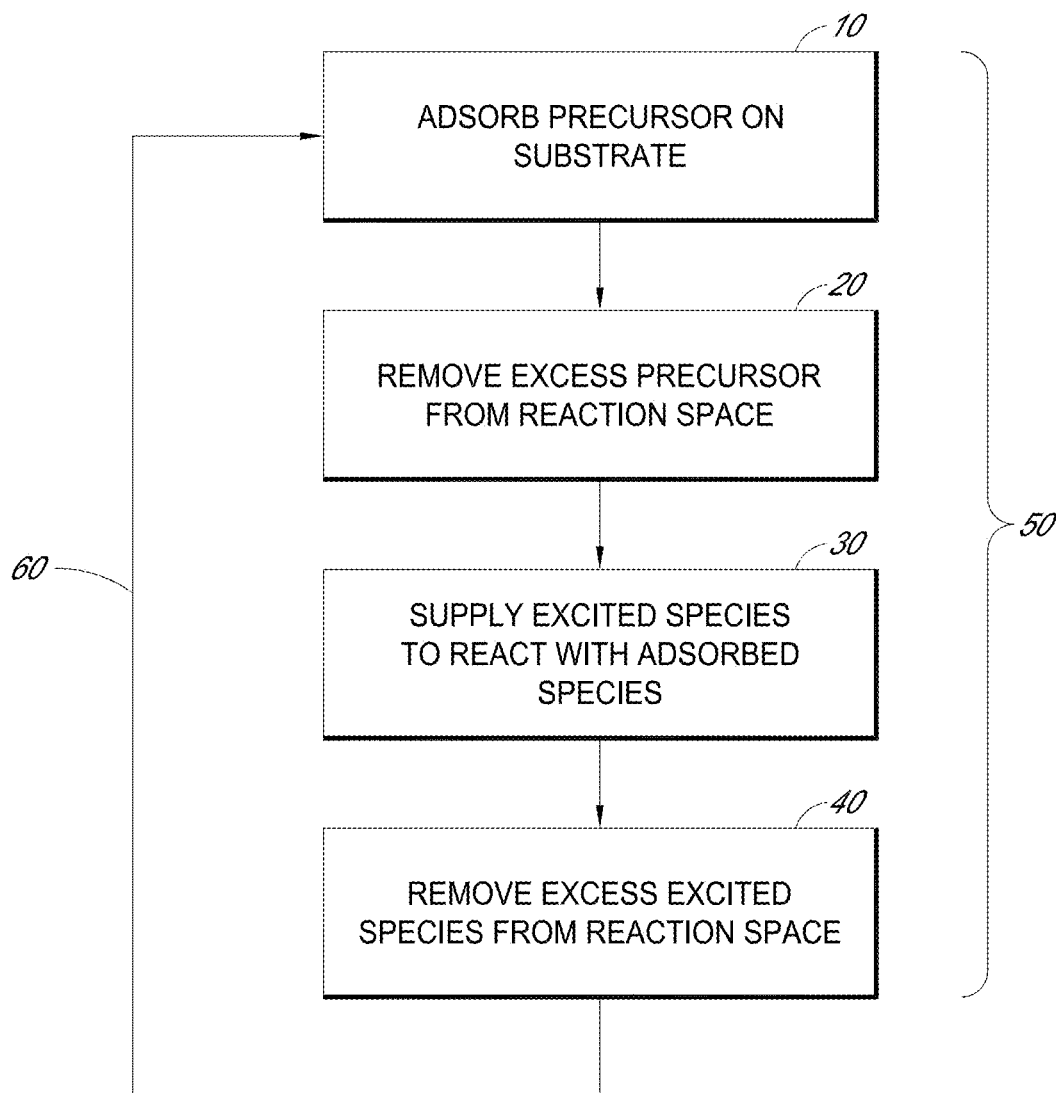 10
ADSORB PRECURSOR ON
SUBSTRATE
20
REMOVE EXCESS PRECURSOR
FROM REACTION SPACE
50
30
60
SUPPLY EXCITED SPECIES
TO REACT WITH ADSORBED
SPECIES
40
REMOVE EXCESS EXCITED
SPECIES FROM REACTION SPACE